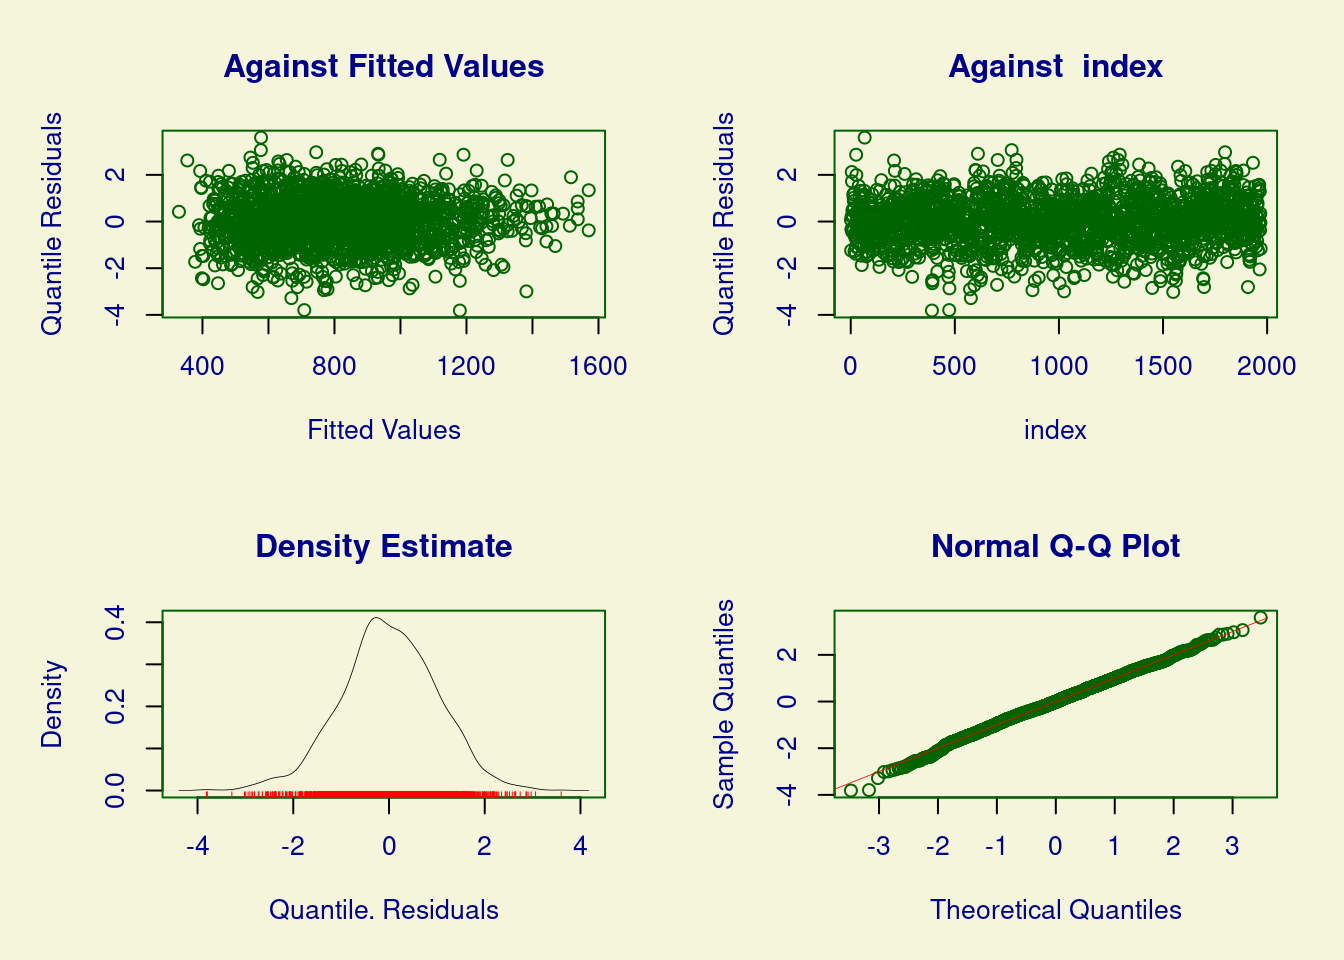 Against Fitted Values
Quantile Residuals
-4 -2 0 2
400 800 1200 1600
Fitted Values
Against  index
Quantile Residuals
-4 -2 0 2
0 500 1000 1500 2000
index
Density Estimate
Density
0.0 0.2 0.4
-4 -2 0 2 4
Quantile. Residuals
Normal Q-Q Plot
Sample Quantiles
-4 -2 0 2
-3 -2 -1 0 1 2 3
Theoretical Quantiles